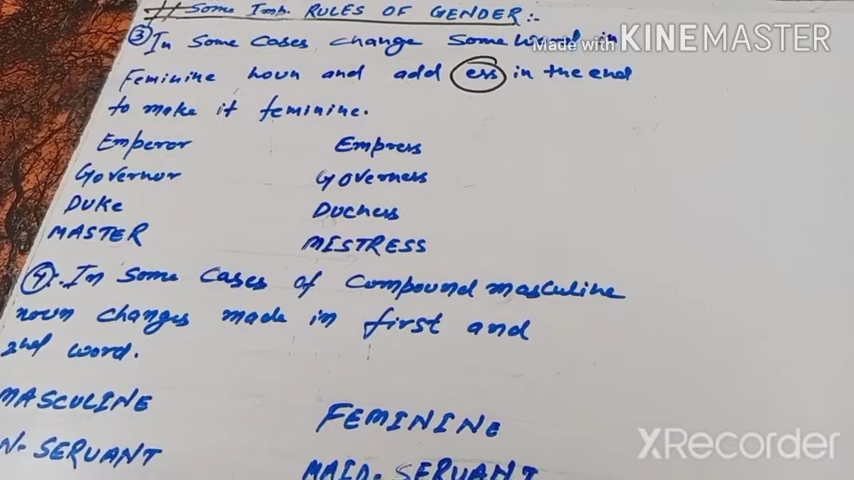 // Some Imp. RULES OF GENDER :-
③ In Some Cases change Some word in
Feminine noun and add ess in the end
to make it feminine.
Emperor Empress
Governor Governess
DUKE Duchess
MASTER MISTRESS
④. In Some Cases of Compound masculine
noun changes made in first and
2nd word.
MASCULINE FEMININE
N-SERVANT MAID-SERVANT
Made with KINEMASTER
XRecorder